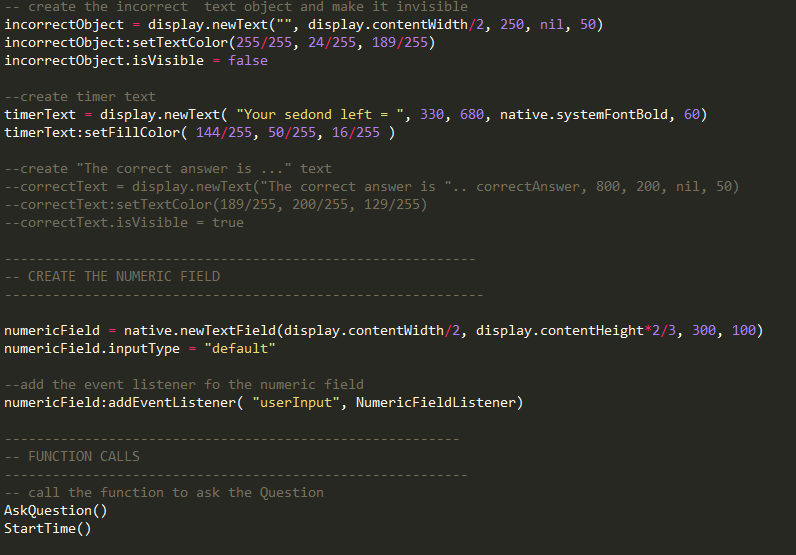 -- create the incorrect  text object and make it invisible
incorrectObject = display.newText("", display.contentWidth/2, 250, nil, 50)
incorrectObject:setTextColor(255/255, 24/255, 189/255)
incorrectObject.isVisible = false
--create timer text
timerText = display.newText( "Your sedond left = ", 330, 680, native.systemFontBold, 60)
timerText:setFillColor( 144/255, 50/255, 16/255 )
--create "The correct answer is ..." text
--correctText = display.newText("The correct answer is ".. correctAnswer, 800, 200, nil, 50)
--correctText:setTextColor(189/255, 200/255, 129/255)
--correctText.isVisible = true
-----------------------------------------------------------
-- CREATE THE NUMERIC FIELD
------------------------------------------------------------
numericField = native.newTextField(display.contentWidth/2, display.contentHeight*2/3, 300, 100)
numericField.inputType = "default"
--add the event listener fo the numeric field
numericField:addEventListener( "userInput", NumericFieldListener)
---------------------------------------------------------
-- FUNCTION CALLS
----------------------------------------------------------
-- call the function to ask the Question
AskQuestion()
StartTime()